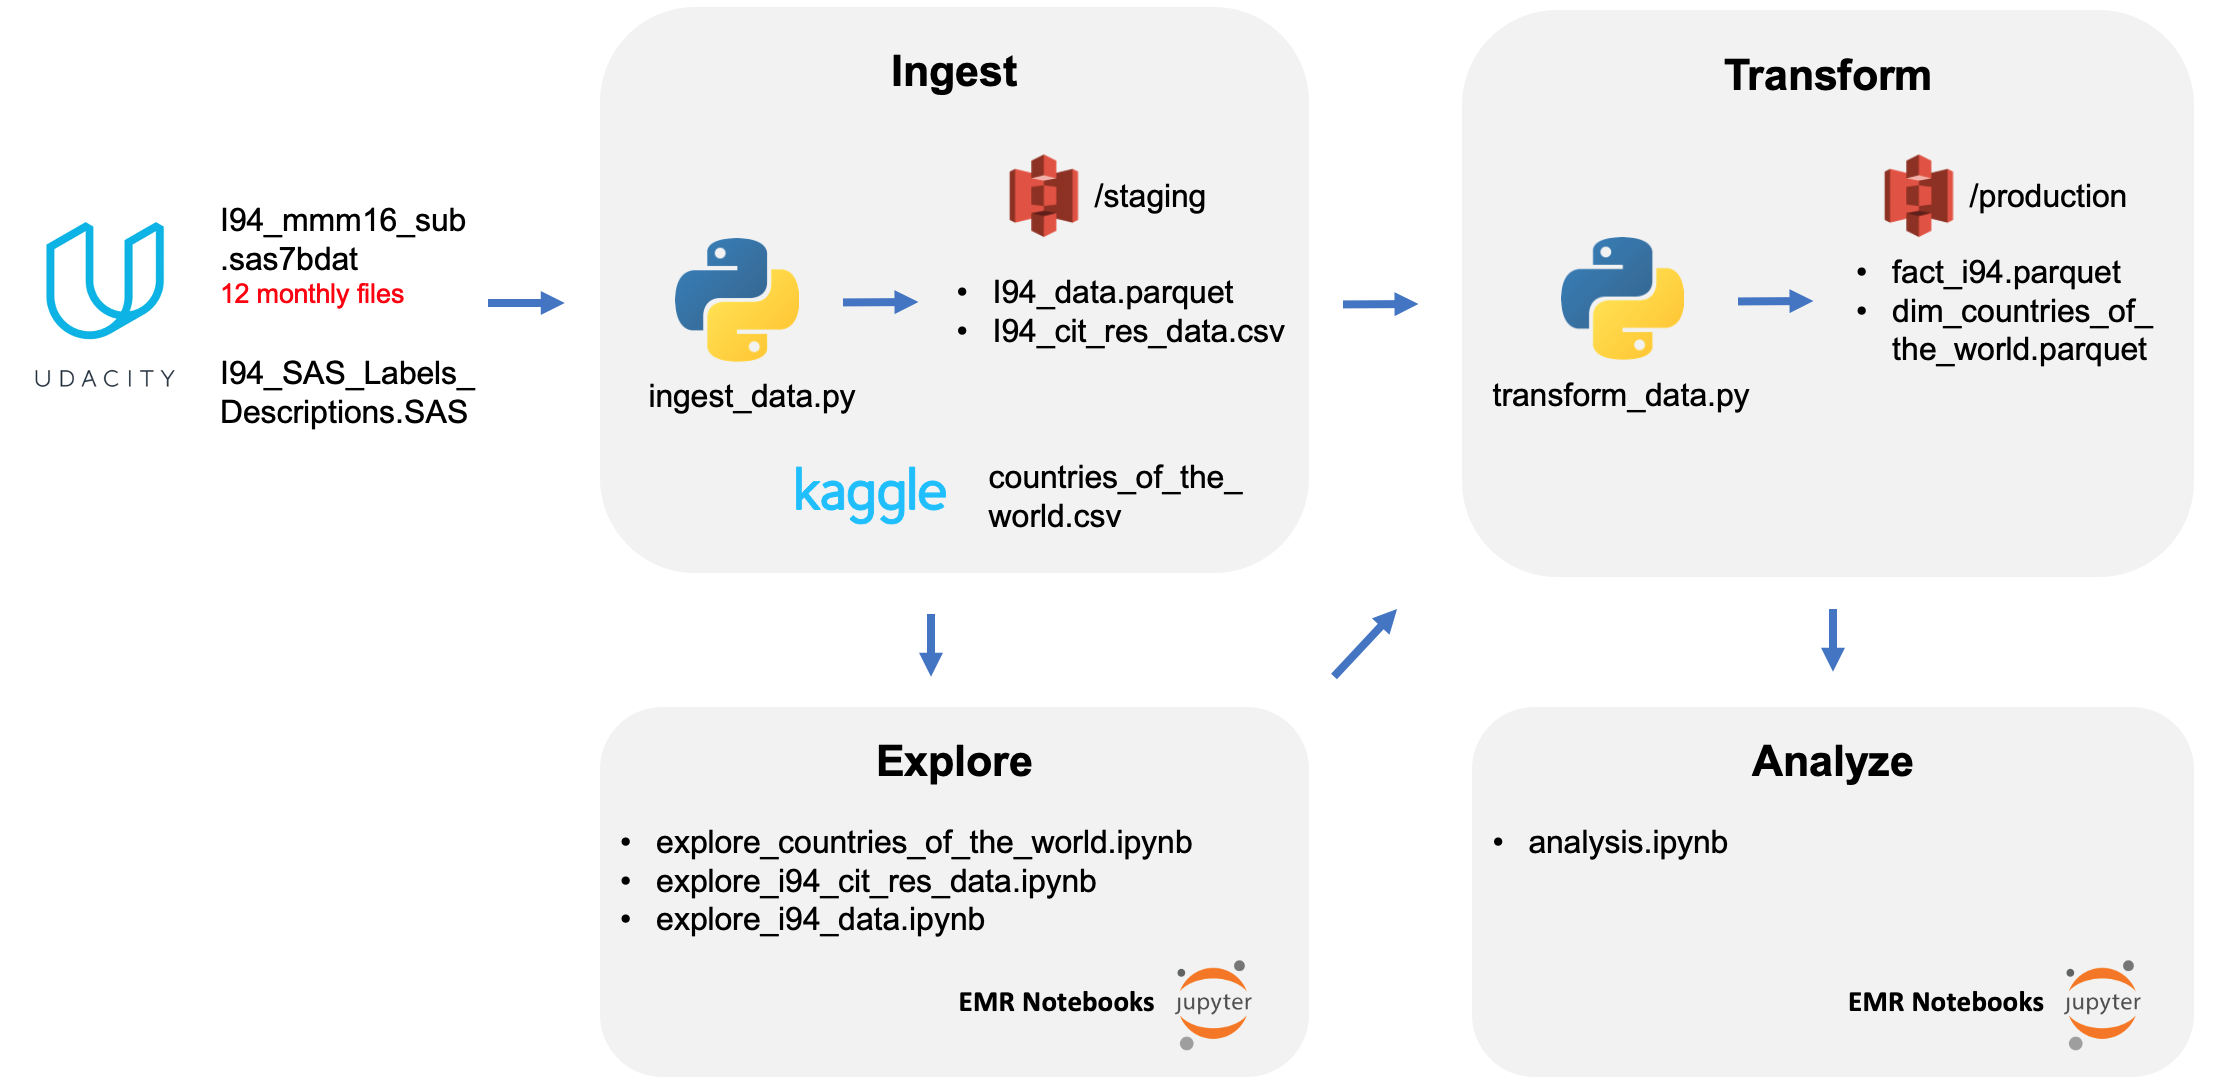 UDACITY
I94_mmm16_sub
.sas7bdat
12 monthly files
I94_SAS_Labels_
Descriptions.SAS
Ingest
/staging
• I94_data.parquet
• I94_cit_res_data.csv
ingest_data.py
kaggle
countries_of_the_
world.csv
Transform
/production
• fact_i94.parquet
• dim_countries_of_
the_world.parquet
transform_data.py
Explore
• explore_countries_of_the_world.ipynb
• explore_i94_cit_res_data.ipynb
• explore_i94_data.ipynb
EMR Notebooks
jupyter
Analyze
• analysis.ipynb
EMR Notebooks
jupyter